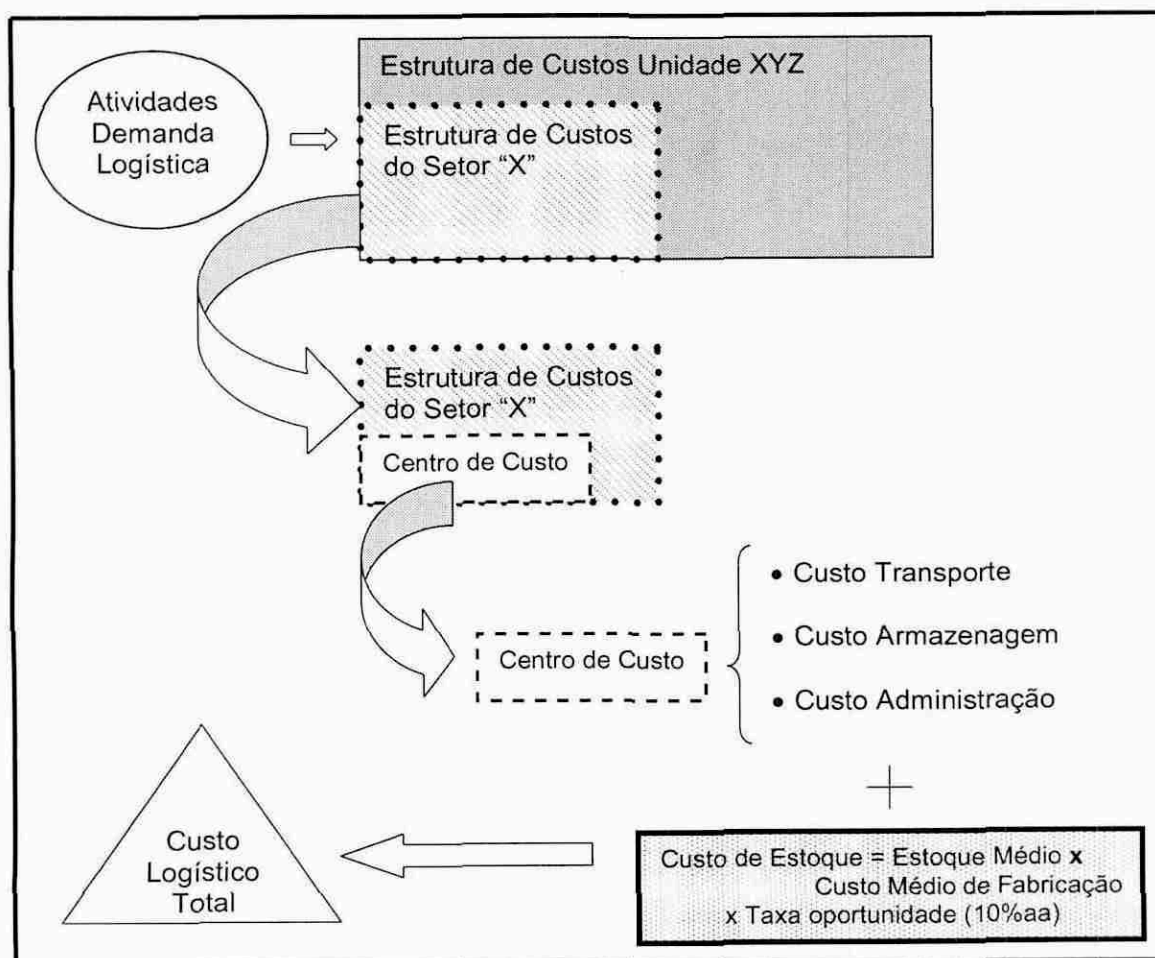 Estrutura de Custos Unidade XYZ
Atividades
Demanda
Logística
Estrutura de Custos
do Setor “X”
Estrutura de Custos
do Setor “X”
Centro de Custo
Centro de Custo
• Custo Transporte
• Custo Armazenagem
• Custo Administração
+
Custo de Estoque = Estoque Médio x
Custo Médio de Fabricação
x Taxa oportunidade (10%aa)
Custo
Logístico
Total